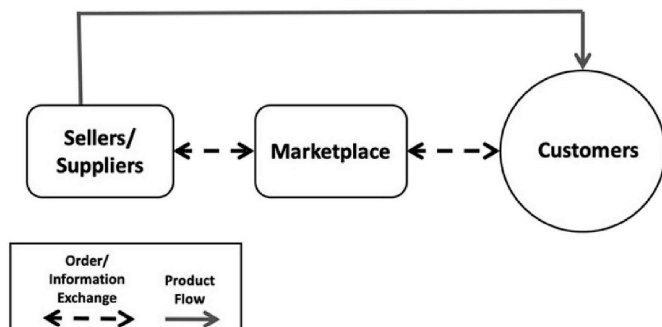 Sellers/
Suppliers
Marketplace
Customers
Order/
Information
Exchange
Product
Flow